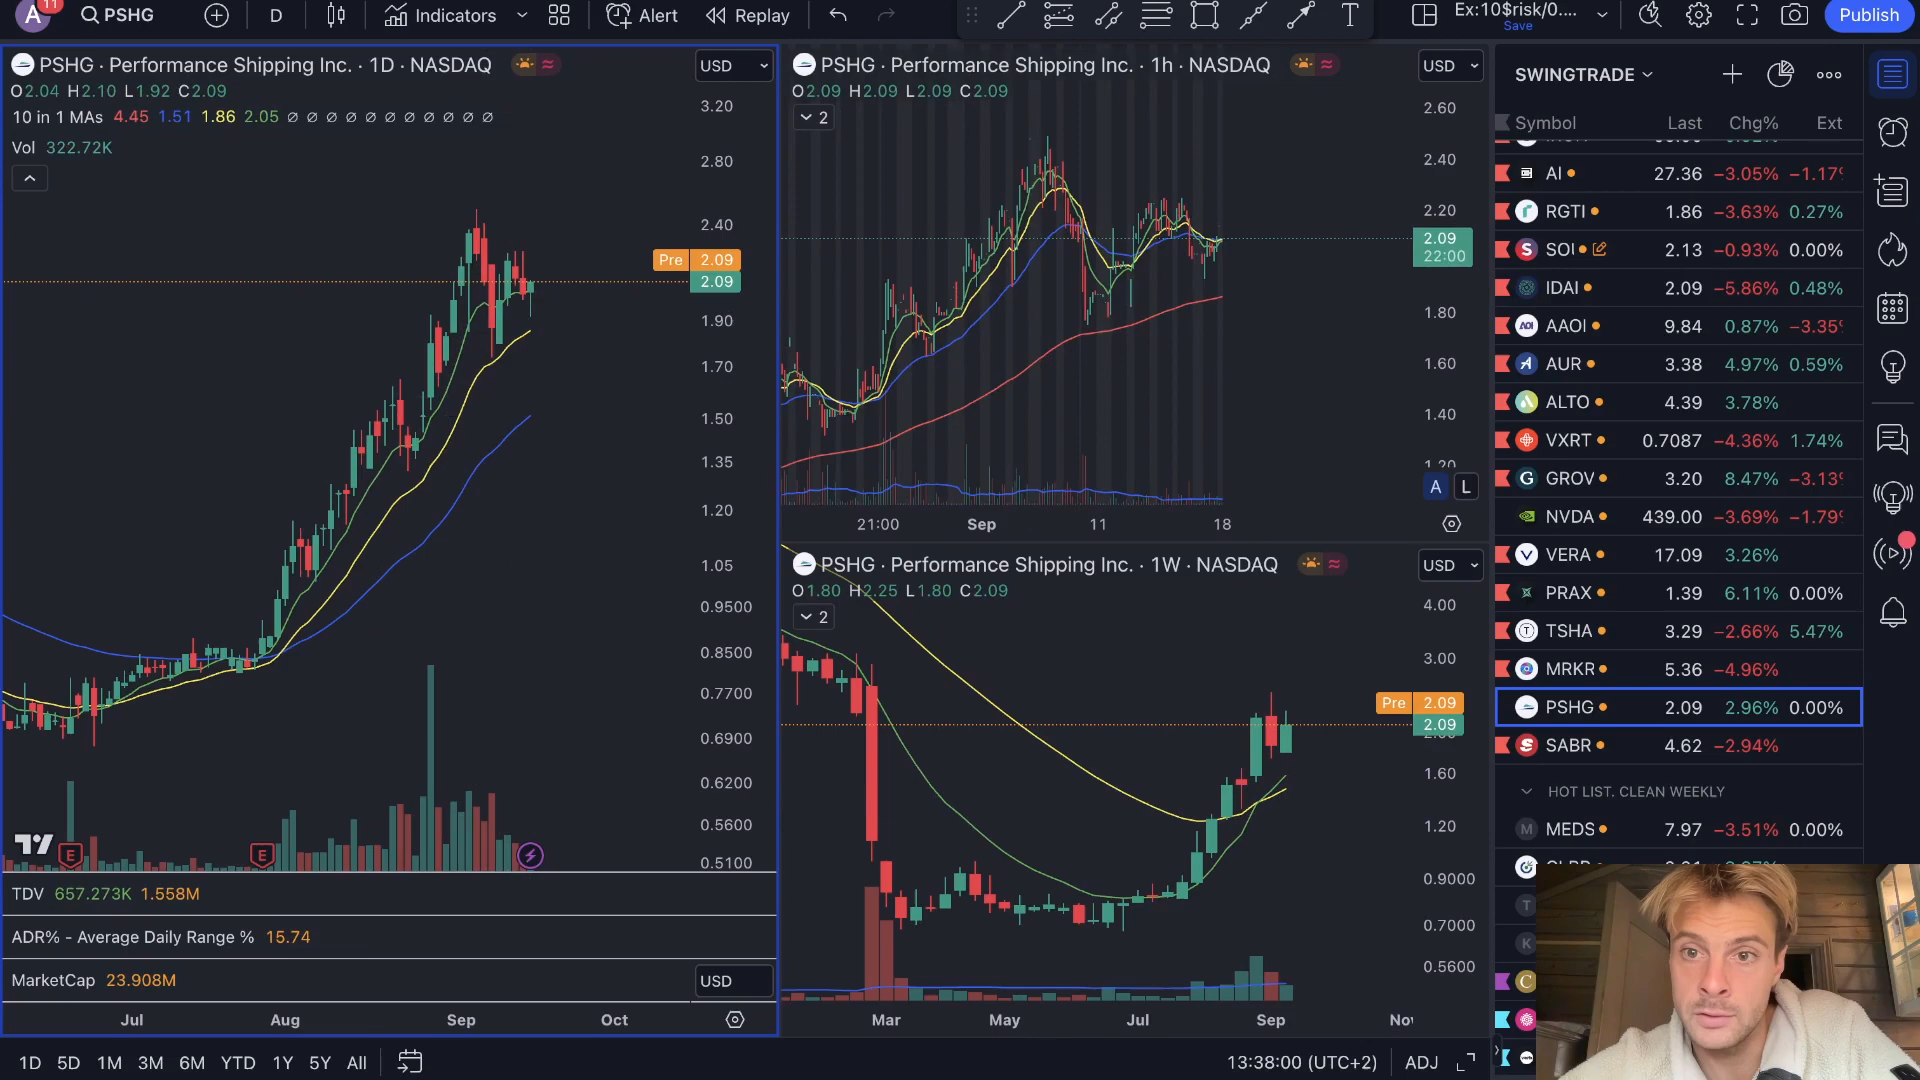 A 11 PSHG D Indicators Alert Replay T Ex:10$risk/0.... Save Publish
PSHG · Performance Shipping Inc. · 1D · NASDAQ USD
O2.04 H2.10 L1.92 C2.09
10 in 1 MAs 4.45 1.51 1.86 2.05 ∅ ∅ ∅ ∅ ∅ ∅ ∅ ∅ ∅ ∅ ∅
Vol 322.72K
3.20
2.80
2.40
Pre 2.09
2.09
1.90
1.70
1.50
1.35
1.20
1.05
0.9500
0.8500
0.7700
0.6900
0.6200
0.5600
0.5100
E E
TDV 657.273K 1.558M
ADR% - Average Daily Range % 15.74
MarketCap 23.908M USD
Jul Aug Sep Oct
PSHG · Performance Shipping Inc. · 1h · NASDAQ USD
O2.09 H2.09 L2.09 C2.09
2
2.60
2.40
2.20
2.09
22:00
1.80
1.60
1.40
1.20
A L
21:00 Sep 11 18
PSHG · Performance Shipping Inc. · 1W · NASDAQ USD
O1.80 H2.25 L1.80 C2.09
2
4.00
3.00
Pre 2.09
2.09
1.60
1.20
0.9000
0.7000
0.5600
Mar May Jul Sep
1D 5D 1M 3M 6M YTD 1Y 5Y All 13:38:00 (UTC+2) ADJ
SWINGTRADE
Symbol Last Chg% Ext
AI 27.36 −3.05% −1.17
RGTI 1.86 −3.63% 0.27%
S SOI 2.13 −0.93% 0.00%
IDAI 2.09 −5.86% 0.48%
AOI AAOI 9.84 0.87% −3.35
AUR 3.38 4.97% 0.59%
ALTO 4.39 3.78%
VXRT 0.7087 −4.36% 1.74%
G GROV 3.20 8.47% −3.13
NVDA 439.00 −3.69% −1.79
V VERA 17.09 3.26%
PRAX 1.39 6.11% 0.00%
T TSHA 3.29 −2.66% 5.47%
MRKR 5.36 −4.96%
PSHG 2.09 2.96% 0.00%
S SABR 4.62 −2.94%
HOT LIST, CLEAN WEEKLY
M MEDS 7.97 −3.51% 0.00%
T
K
C